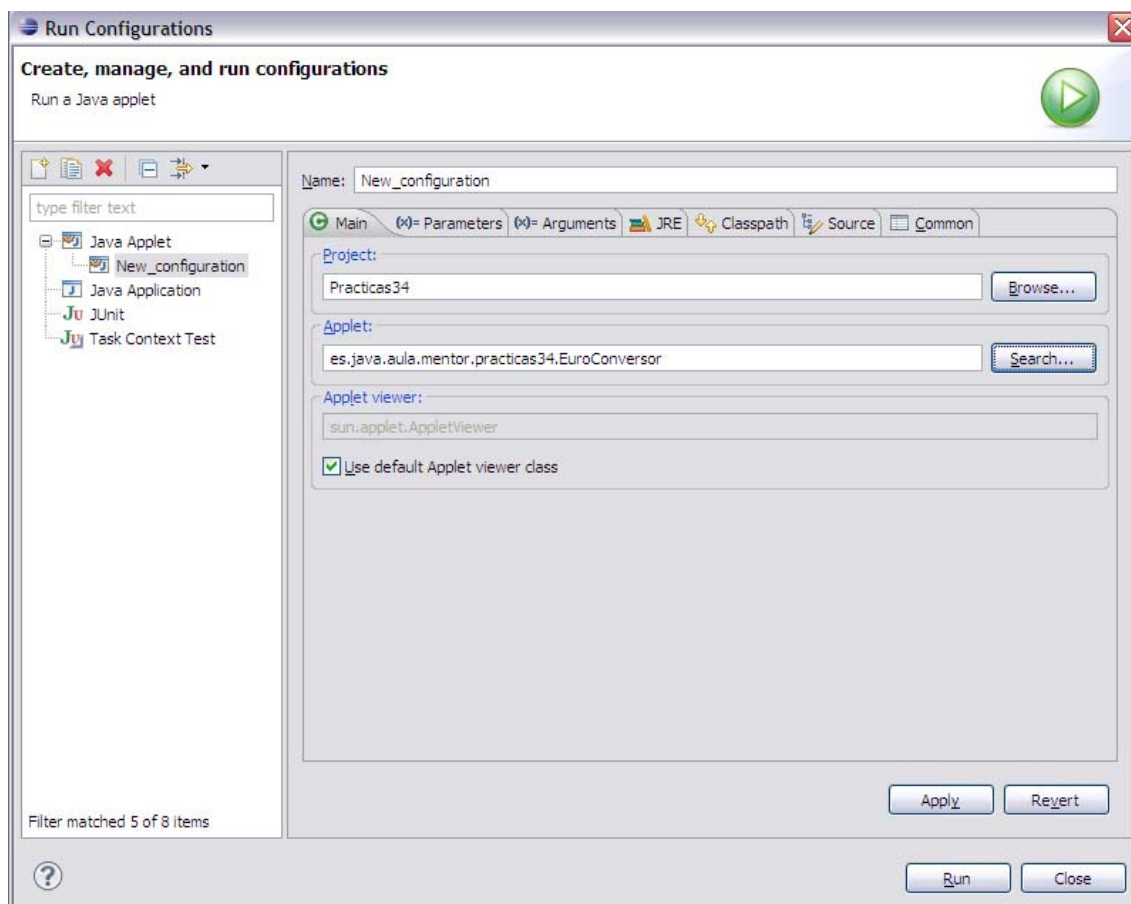 Run Configurations
Create, manage, and run configurations
Run a Java applet
type filter text
Java Applet
New_configuration
Java Application
JUnit
Task Context Test
Filter matched 5 of 8 items
Name: New_configuration
Main (x)= Parameters (x)= Arguments JRE Classpath Source Common
Project:
Practicas34 Browse...
Applet:
es.java.aula.mentor.practicas34.EuroConversor Search...
Applet viewer:
sun.applet.AppletViewer
Use default Applet viewer class
Apply Revert
Run Close